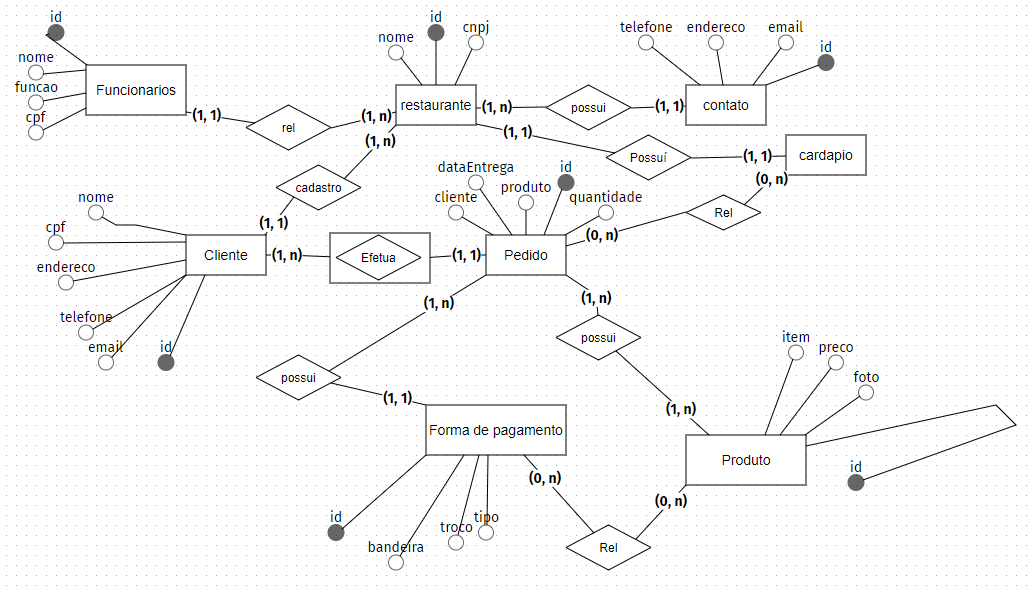 id
id
cnpj
telefone
endereco
email
nome
id
nome
Funcionarios
funcao
restaurante
(1, n)
possui
(1, 1)
contato
cpf
(1, 1)
(1, n)
rel
(1, 1)
(1, n)
Possuí
(1, 1)
cardapio
dataEntrega
id
(0, n)
cadastro
produto
nome
cliente
quantidade
Rel
(1, 1)
cpf
(0, n)
Cliente
(1, n)
Efetua
(1, 1)
Pedido
endereco
(1, n)
(1, n)
telefone
possui
item
email
id
preco
possui
foto
(1, 1)
(1, n)
Forma de pagamento
Produto
id
(0, n)
(0, n)
id
tipo
troco
bandeira
Rel